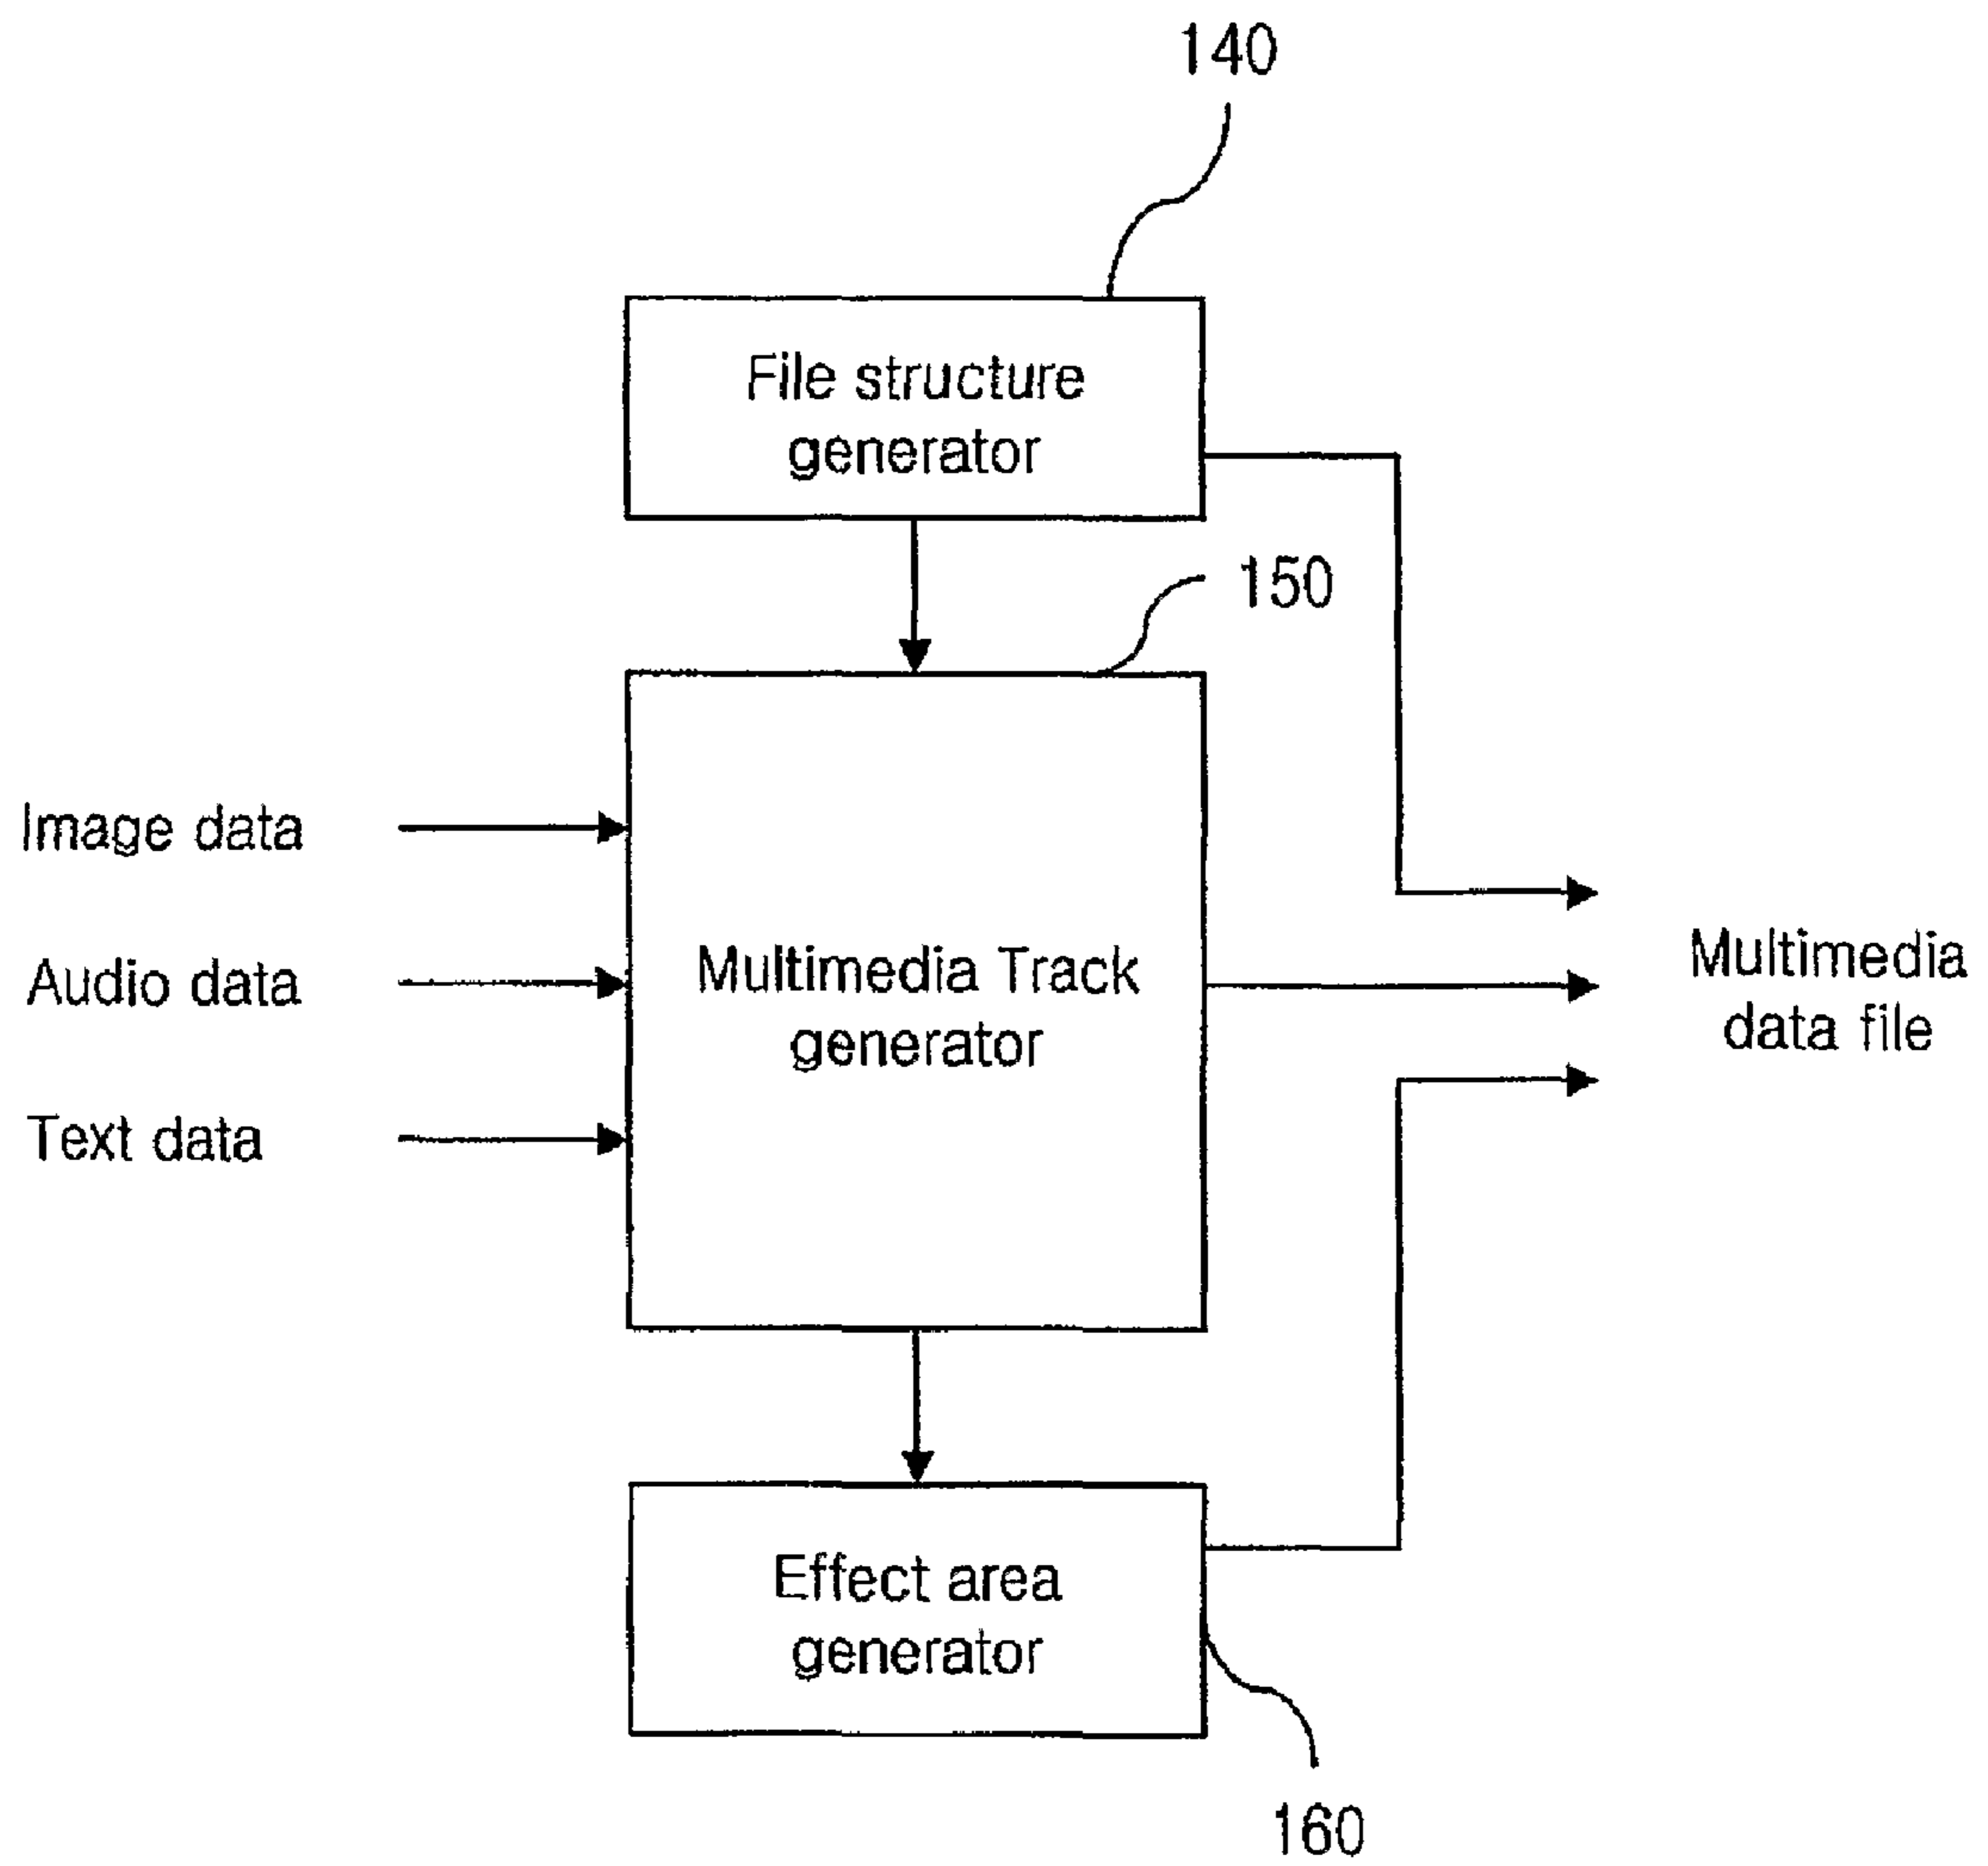 140
File structure
generator
150
Image data
Audio data
Text data
Multimedia Track
generator
Multimedia
data file
Effect area
generator
160